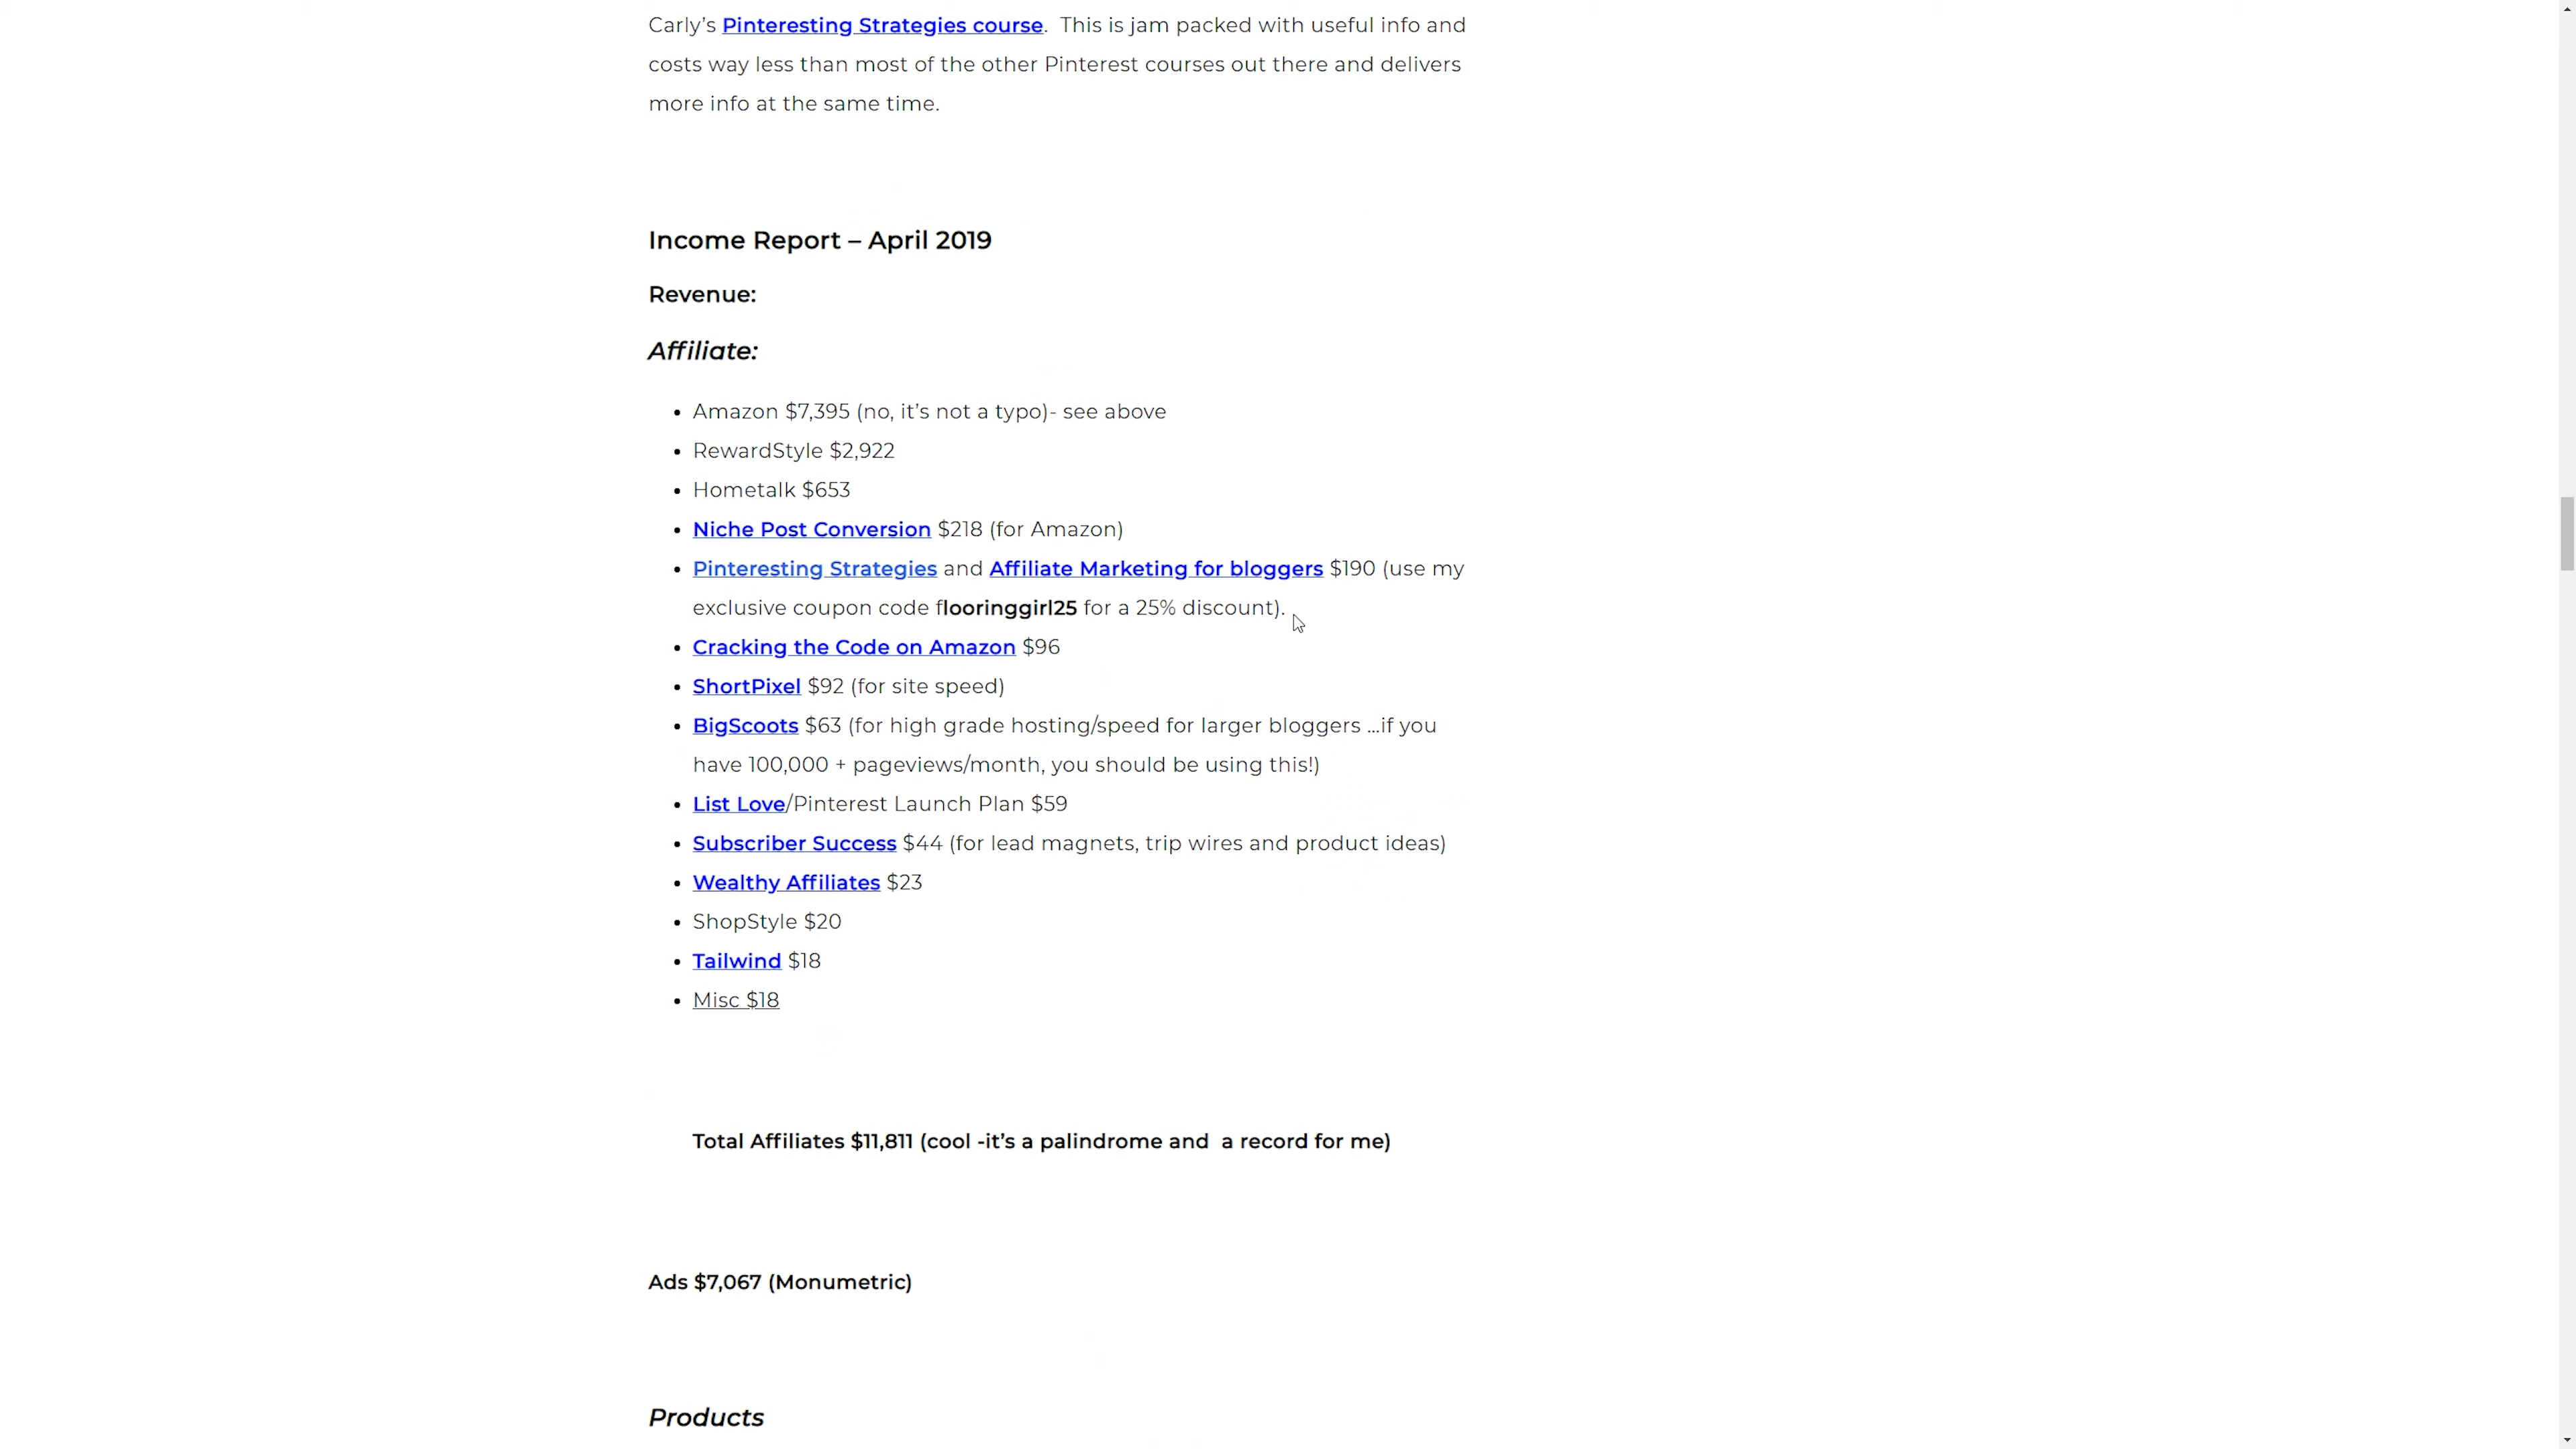 Carly’s Pinteresting Strategies course.  This is jam packed with useful info and
costs way less than most of the other Pinterest courses out there and delivers
more info at the same time.
Income Report – April 2019
Revenue:
Affiliate:
• Amazon $7,395 (no, it’s not a typo)- see above
• RewardStyle $2,922
• Hometalk $653
• Niche Post Conversion $218 (for Amazon)
• Pinteresting Strategies and Affiliate Marketing for bloggers $190 (use my
exclusive coupon code flooringgirl25 for a 25% discount).
• Cracking the Code on Amazon $96
• ShortPixel $92 (for site speed)
• BigScoots $63 (for high grade hosting/speed for larger bloggers …if you
have 100,000 + pageviews/month, you should be using this!)
• List Love/Pinterest Launch Plan $59
• Subscriber Success $44 (for lead magnets, trip wires and product ideas)
• Wealthy Affiliates $23
• ShopStyle $20
• Tailwind $18
• Misc $18
Total Affiliates $11,811 (cool -it’s a palindrome and  a record for me)
Ads $7,067 (Monumetric)
Products